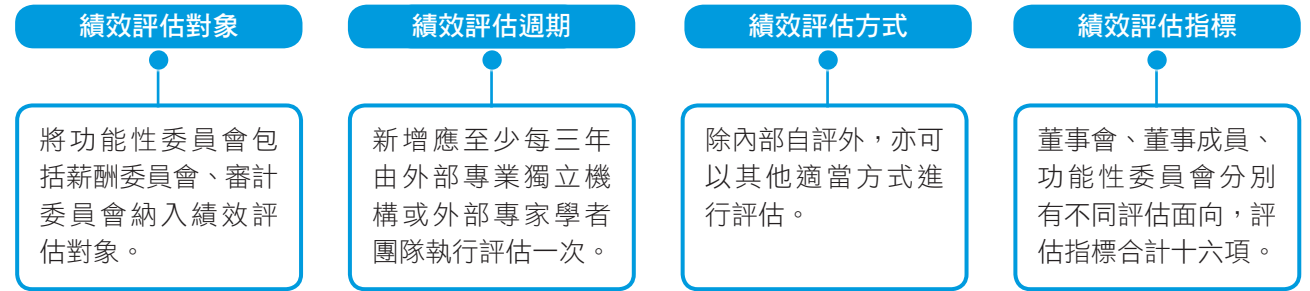 績效評估對象
將功能性委員會包
括薪酬委員會、審計
委員會納入績效評
估對象。
績效評估週期
新增應至少每三年
由外部專業獨立機
構或外部專家學者
團隊執行評估一次。
績效評估方式
除內部自評外，亦可
以其他適當方式進
行評估。
績效評估指標
董事會、董事成員、
功能性委員會分別
有不同評估面向，評
估指標合計十六項。